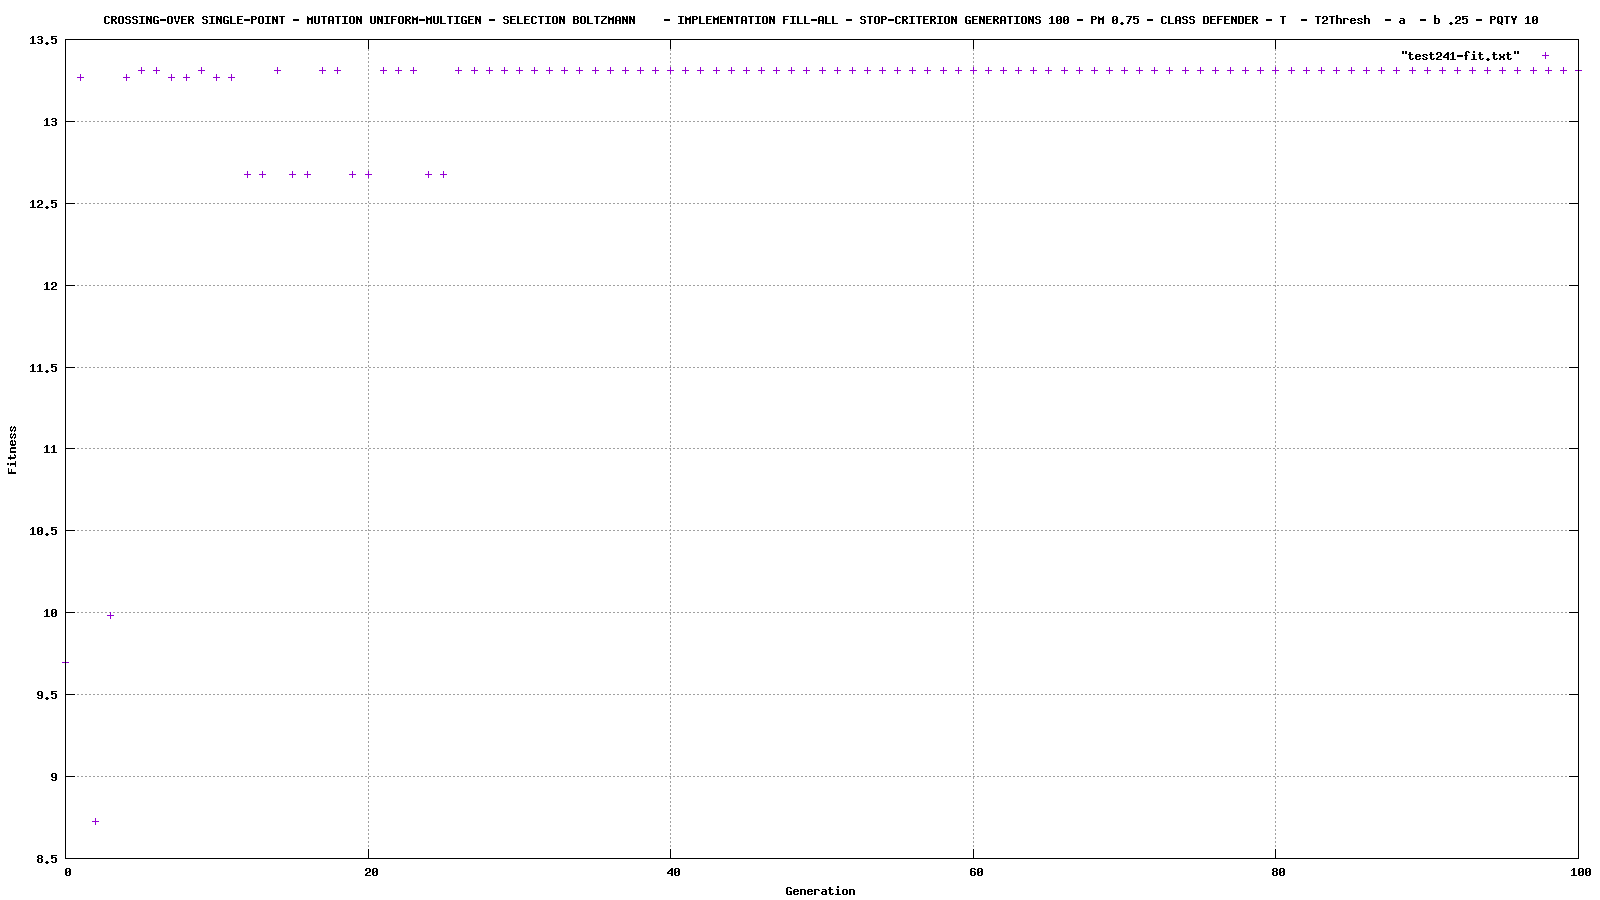 CROSSING-OVER SINGLE-POINT - MUTATION UNIFORM-MULTIGEN - SELECTION BOLTZMANN    - IMPLEMENTATION FILL-ALL - STOP-CRITERION GENERATIONS 100 - PM 0.75 - CLASS DEFENDER - T  - T2Thresh  - a  - b .25 - PQTY 10
"test241-fit.txt"
13.5
13
12.5
12
11.5
11
10.5
10
9.5
9
8.5
Fitness
0 20 40 60 80 100
Generation